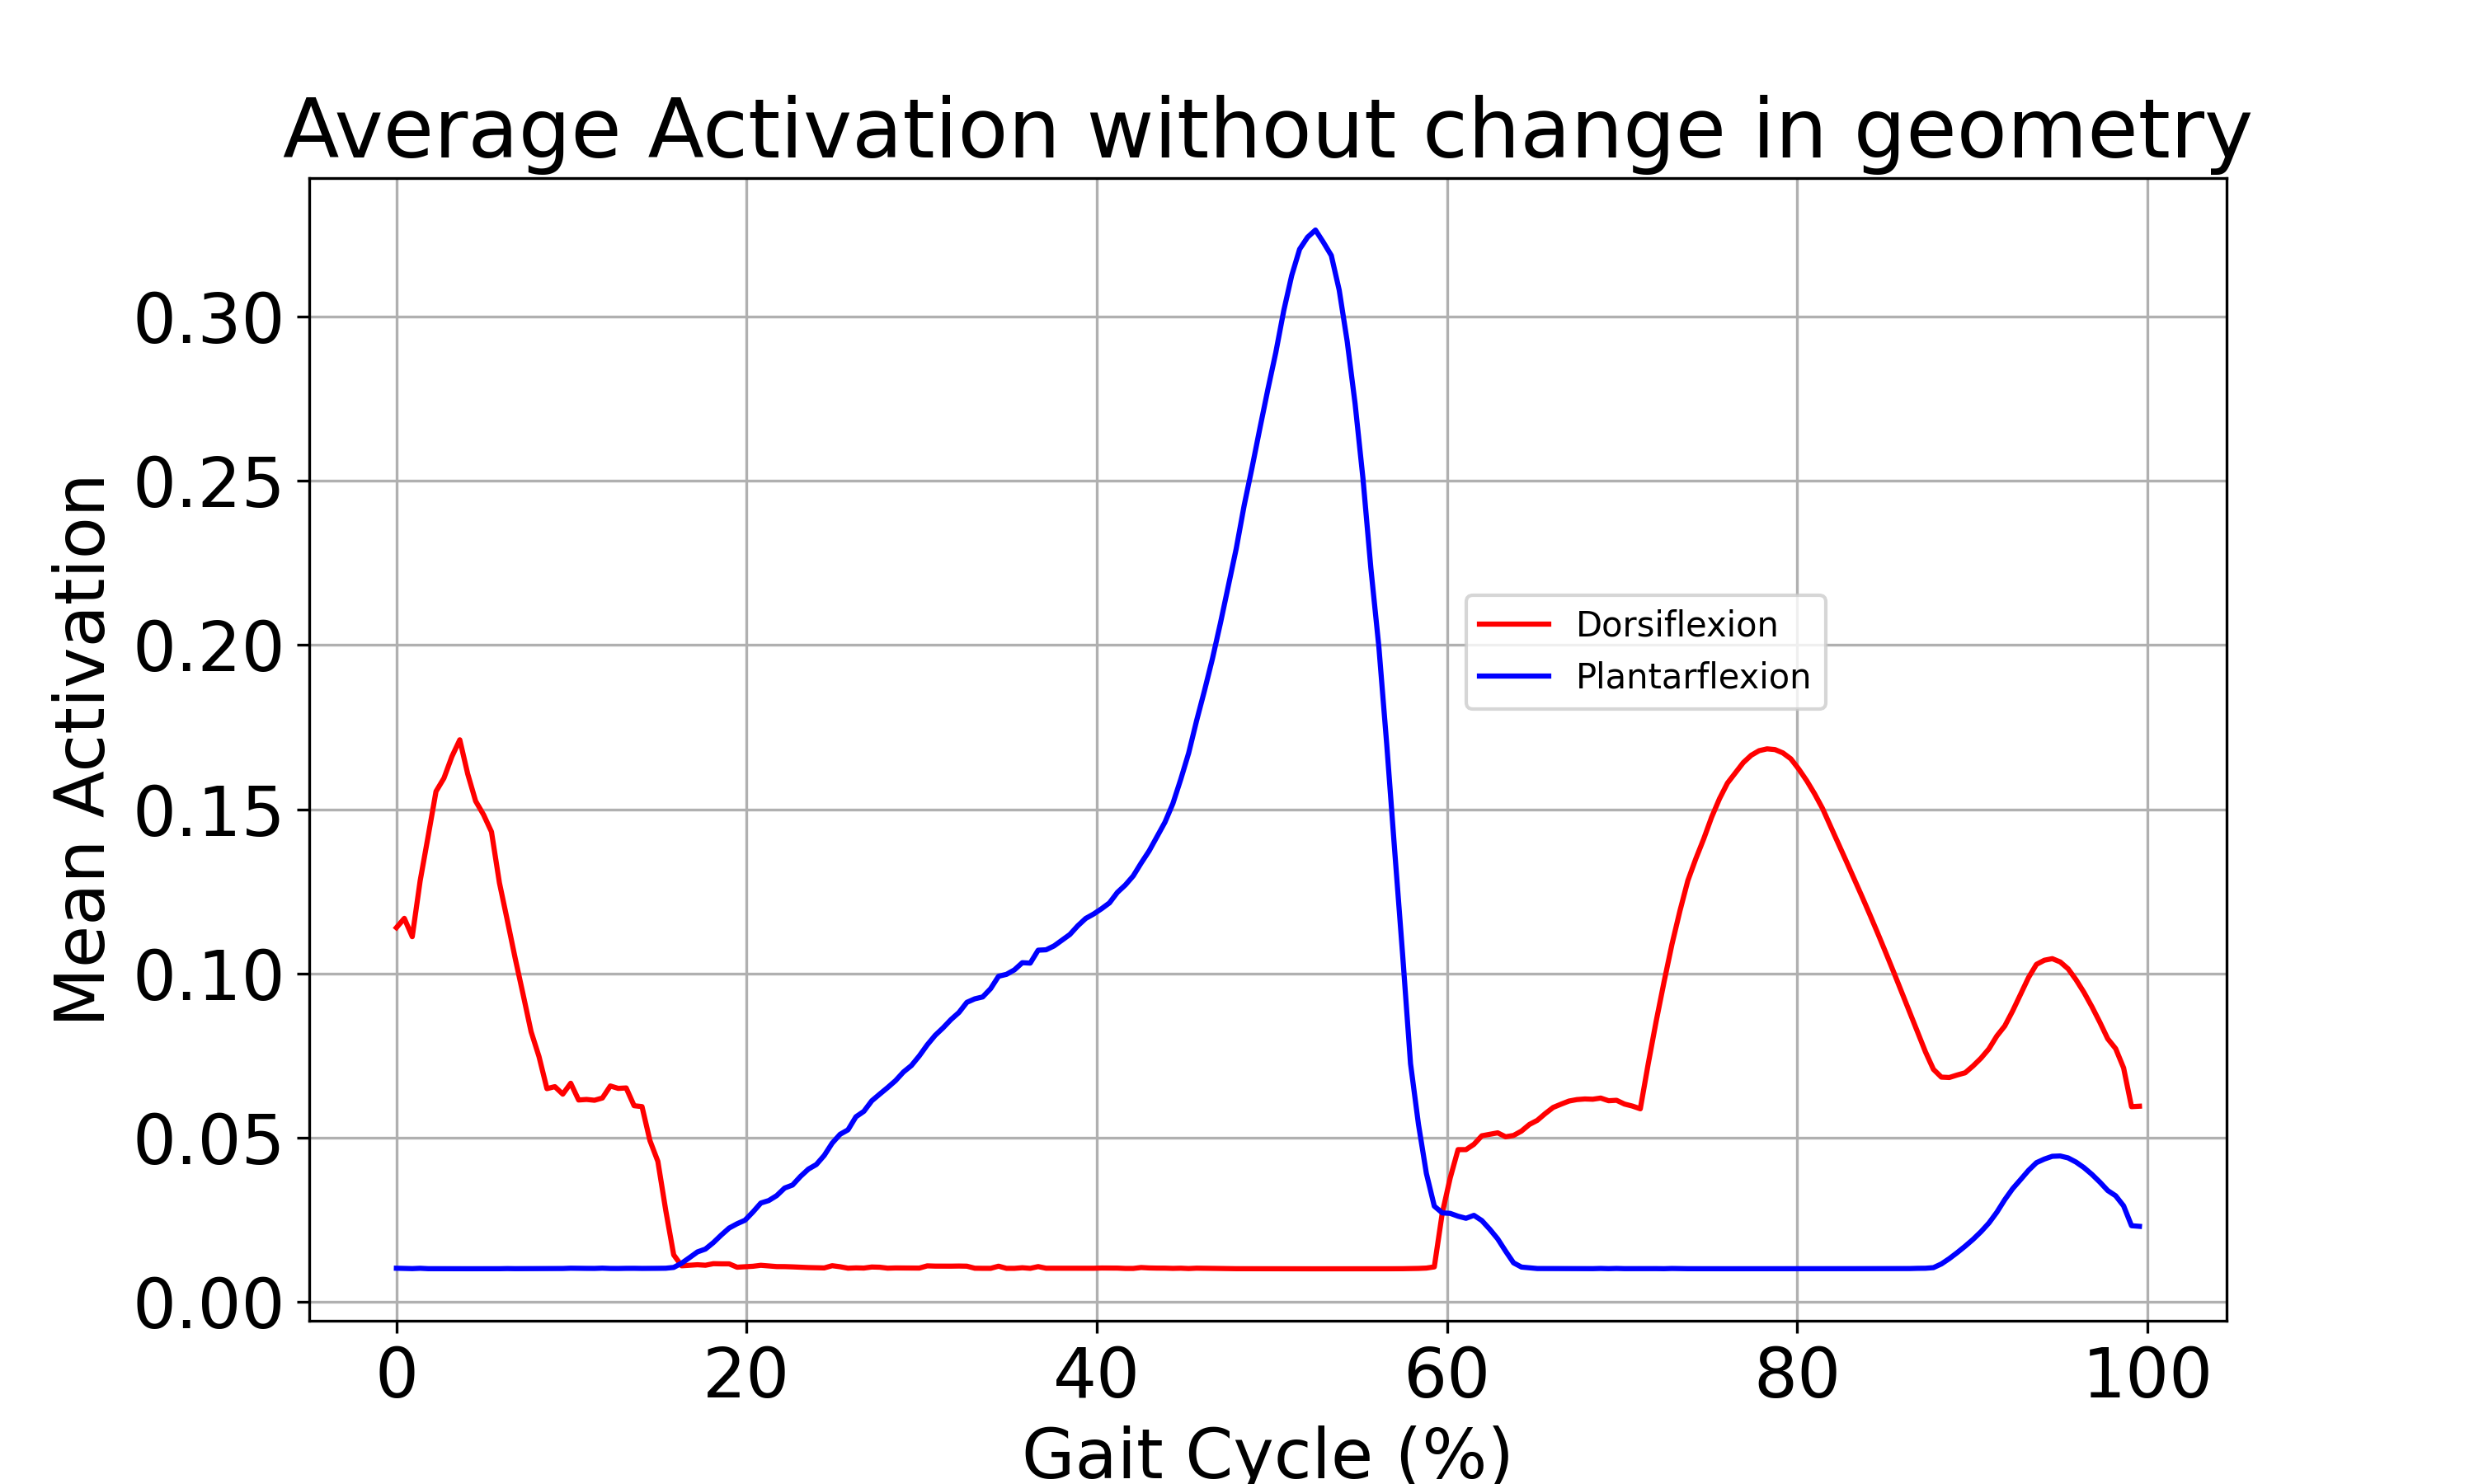 Average Activation without change in geometry
Mean Activation
0.30
0.25
0.20
0.15
0.10
0.05
0.00
Dorsiflexion
Plantarflexion
0 20 40 60 80 100
Gait Cycle (%)